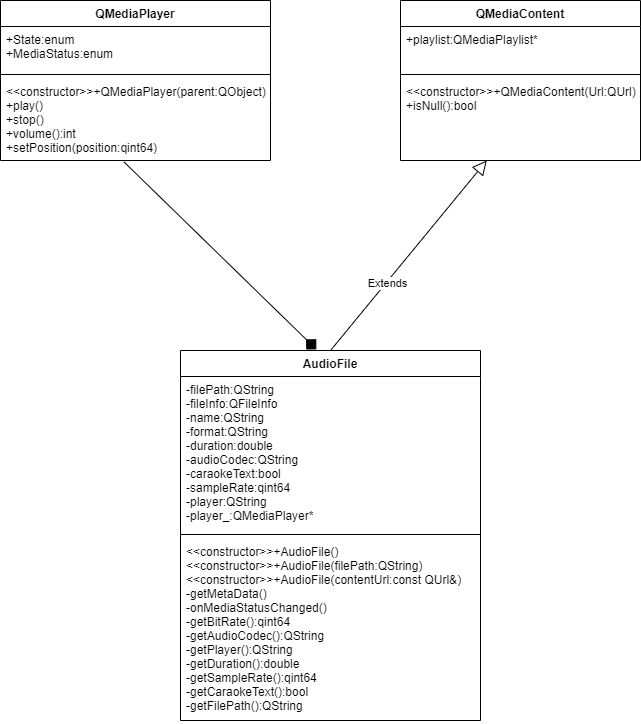 QMediaPlayer
+State:enum
+MediaStatus:enum
<<constructor>>+QMediaPlayer(parent:QObject)
+play()
+stop()
+volume():int
+setPosition(position:qint64)
QMediaContent
+playlist:QMediaPlaylist*
<<constructor>>+QMediaContent(Url:QUrl)
+isNull():bool
Extends
AudioFile
-filePath:QString
-fileInfo:QFileInfo
-name:QString
-format:QString
-duration:double
-audioCodec:QString
-caraokeText:bool
-sampleRate:qint64
-player:QString
-player_:QMediaPlayer*
<<constructor>>+AudioFile()
<<constructor>>+AudioFile(filePath:QString)
<<constructor>>+AudioFile(contentUrl:const QUrl&)
-getMetaData()
-onMediaStatusChanged()
-getBitRate():qint64
-getAudioCodec():QString
-getPlayer():QString
-getDuration():double
-getSampleRate():qint64
-getCaraokeText():bool
-getFilePath():QString